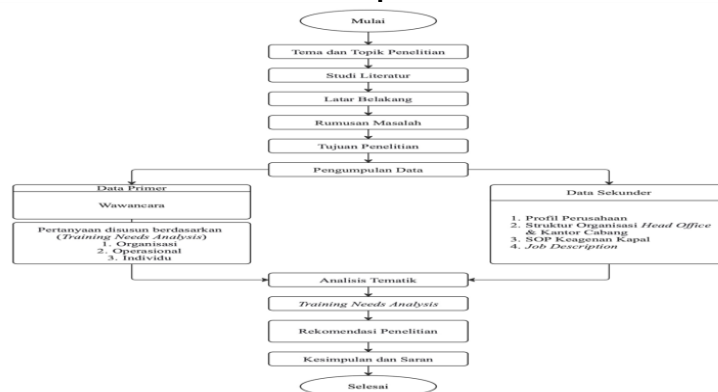 Mulai
Tema dan Topik Penelitian
Studi Literatur
Latar Belakang
Rumusan Masalah
Tujuan Penelitian
Pengumpulan Data
Data Primer
Wawancara
Pertanyaan disusun berdasarkan
(Training Needs Analysis)
1. Organisasi
2. Operasional
3. Individu
Data Sekunder
1. Profil Perusahaan
2. Struktur Organisasi Head Office
& Kantor Cabang
3. SOP Keagenan Kapal
4. Job Description
Analisis Tematik
Training Needs Analysis
Rekomendasi Penelitian
Kesimpulan dan Saran
Selesai